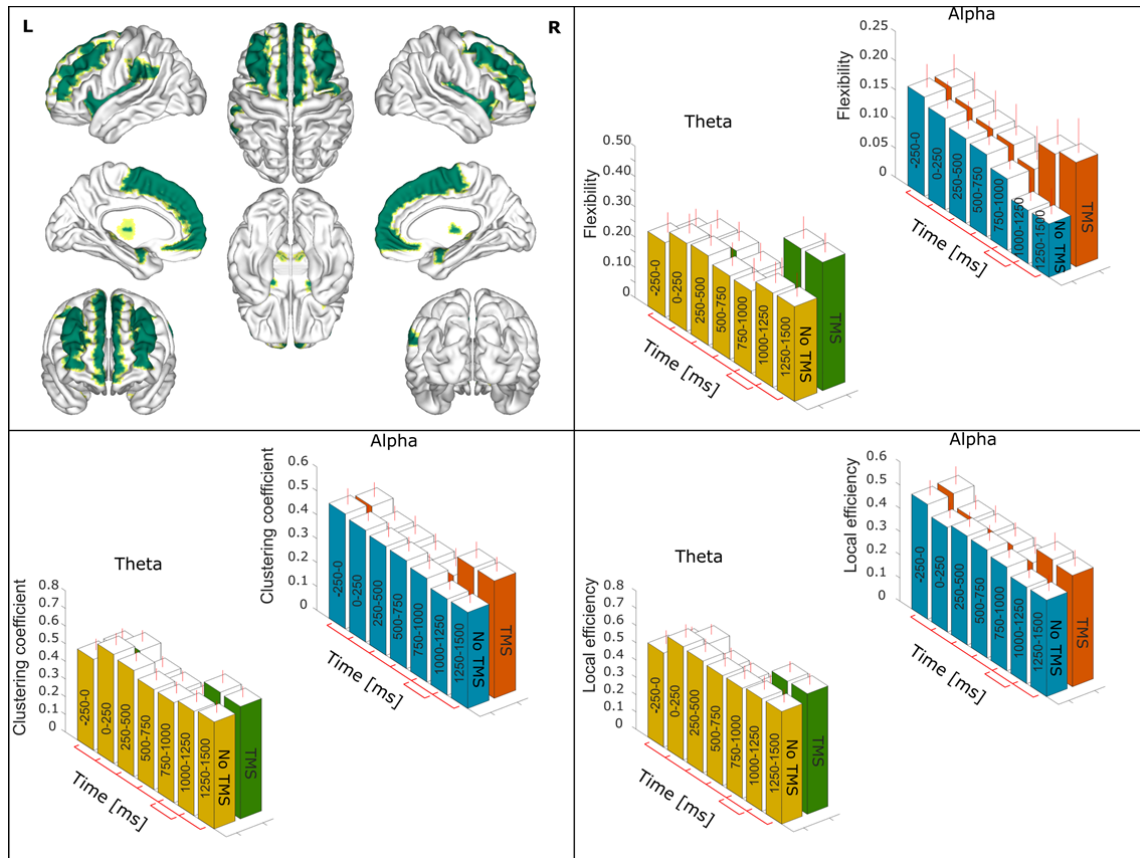 L
R
Theta
Flexibility
0.50
0.40
0.30
0.20
0.10
0
-250-0
0-250
250-500
500-750
750-1000
1000-1250
1250-1500
No TMS
TMS
Time [ms]
Alpha
Flexibility
0.25
0.20
0.15
0.10
0.05
0
-250-0
0-250
250-500
500-750
750-1000
1000-1250
1250-1500
No TMS
TMS
Time [ms]
Theta
Clustering coefficient
0.8
0.7
0.6
0.5
0.4
0.3
0.2
0.1
0
-250-0
0-250
250-500
500-750
750-1000
1000-1250
1250-1500
No TMS
TMS
Time [ms]
Alpha
Clustering coefficient
0.6
0.5
0.4
0.3
0.2
0.1
0
-250-0
0-250
250-500
500-750
750-1000
1000-1250
1250-1500
No TMS
TMS
Time [ms]
Theta
Local efficiency
0.8
0.7
0.6
0.5
0.4
0.3
0.2
0.1
0
-250-0
0-250
250-500
500-750
750-1000
1000-1250
1250-1500
No TMS
TMS
Time [ms]
Alpha
Local efficiency
0.6
0.5
0.4
0.3
0.2
0.1
0
-250-0
0-250
250-500
500-750
750-1000
1000-1250
1250-1500
No TMS
TMS
Time [ms]